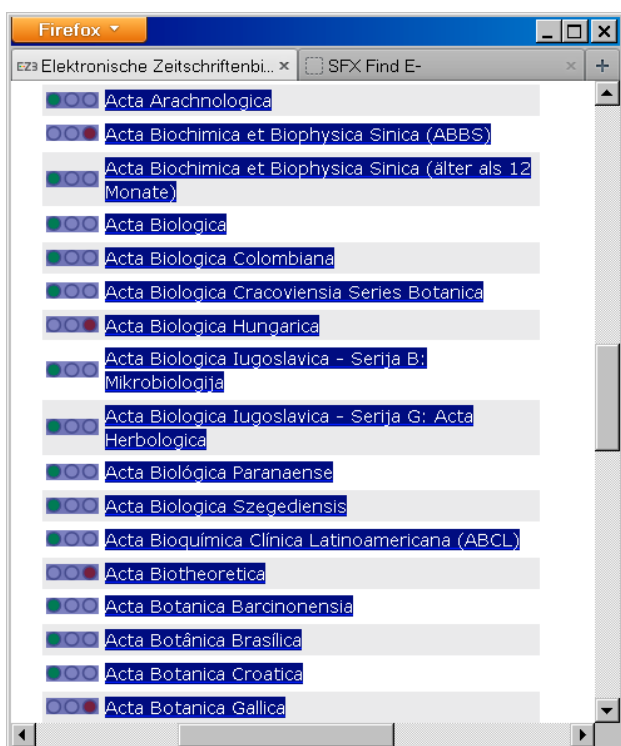 Firefox
EZ3 Elektronische Zeitschriftenbi... × SFX Find E- × +
Acta Arachnologica
Acta Biochimica et Biophysica Sinica (ABBS)
Acta Biochimica et Biophysica Sinica (älter als 12
Monate)
Acta Biologica
Acta Biologica Colombiana
Acta Biologica Cracoviensia Series Botanica
Acta Biologica Hungarica
Acta Biologica Iugoslavica - Serija B:
Mikrobiologija
Acta Biologica Iugoslavica - Serija G: Acta
Herbologica
Acta Biológica Paranaense
Acta Biologica Szegediensis
Acta Bioquímica Clínica Latinoamericana (ABCL)
Acta Biotheoretica
Acta Botanica Barcinonensia
Acta Botânica Brasílica
Acta Botanica Croatica
Acta Botanica Gallica